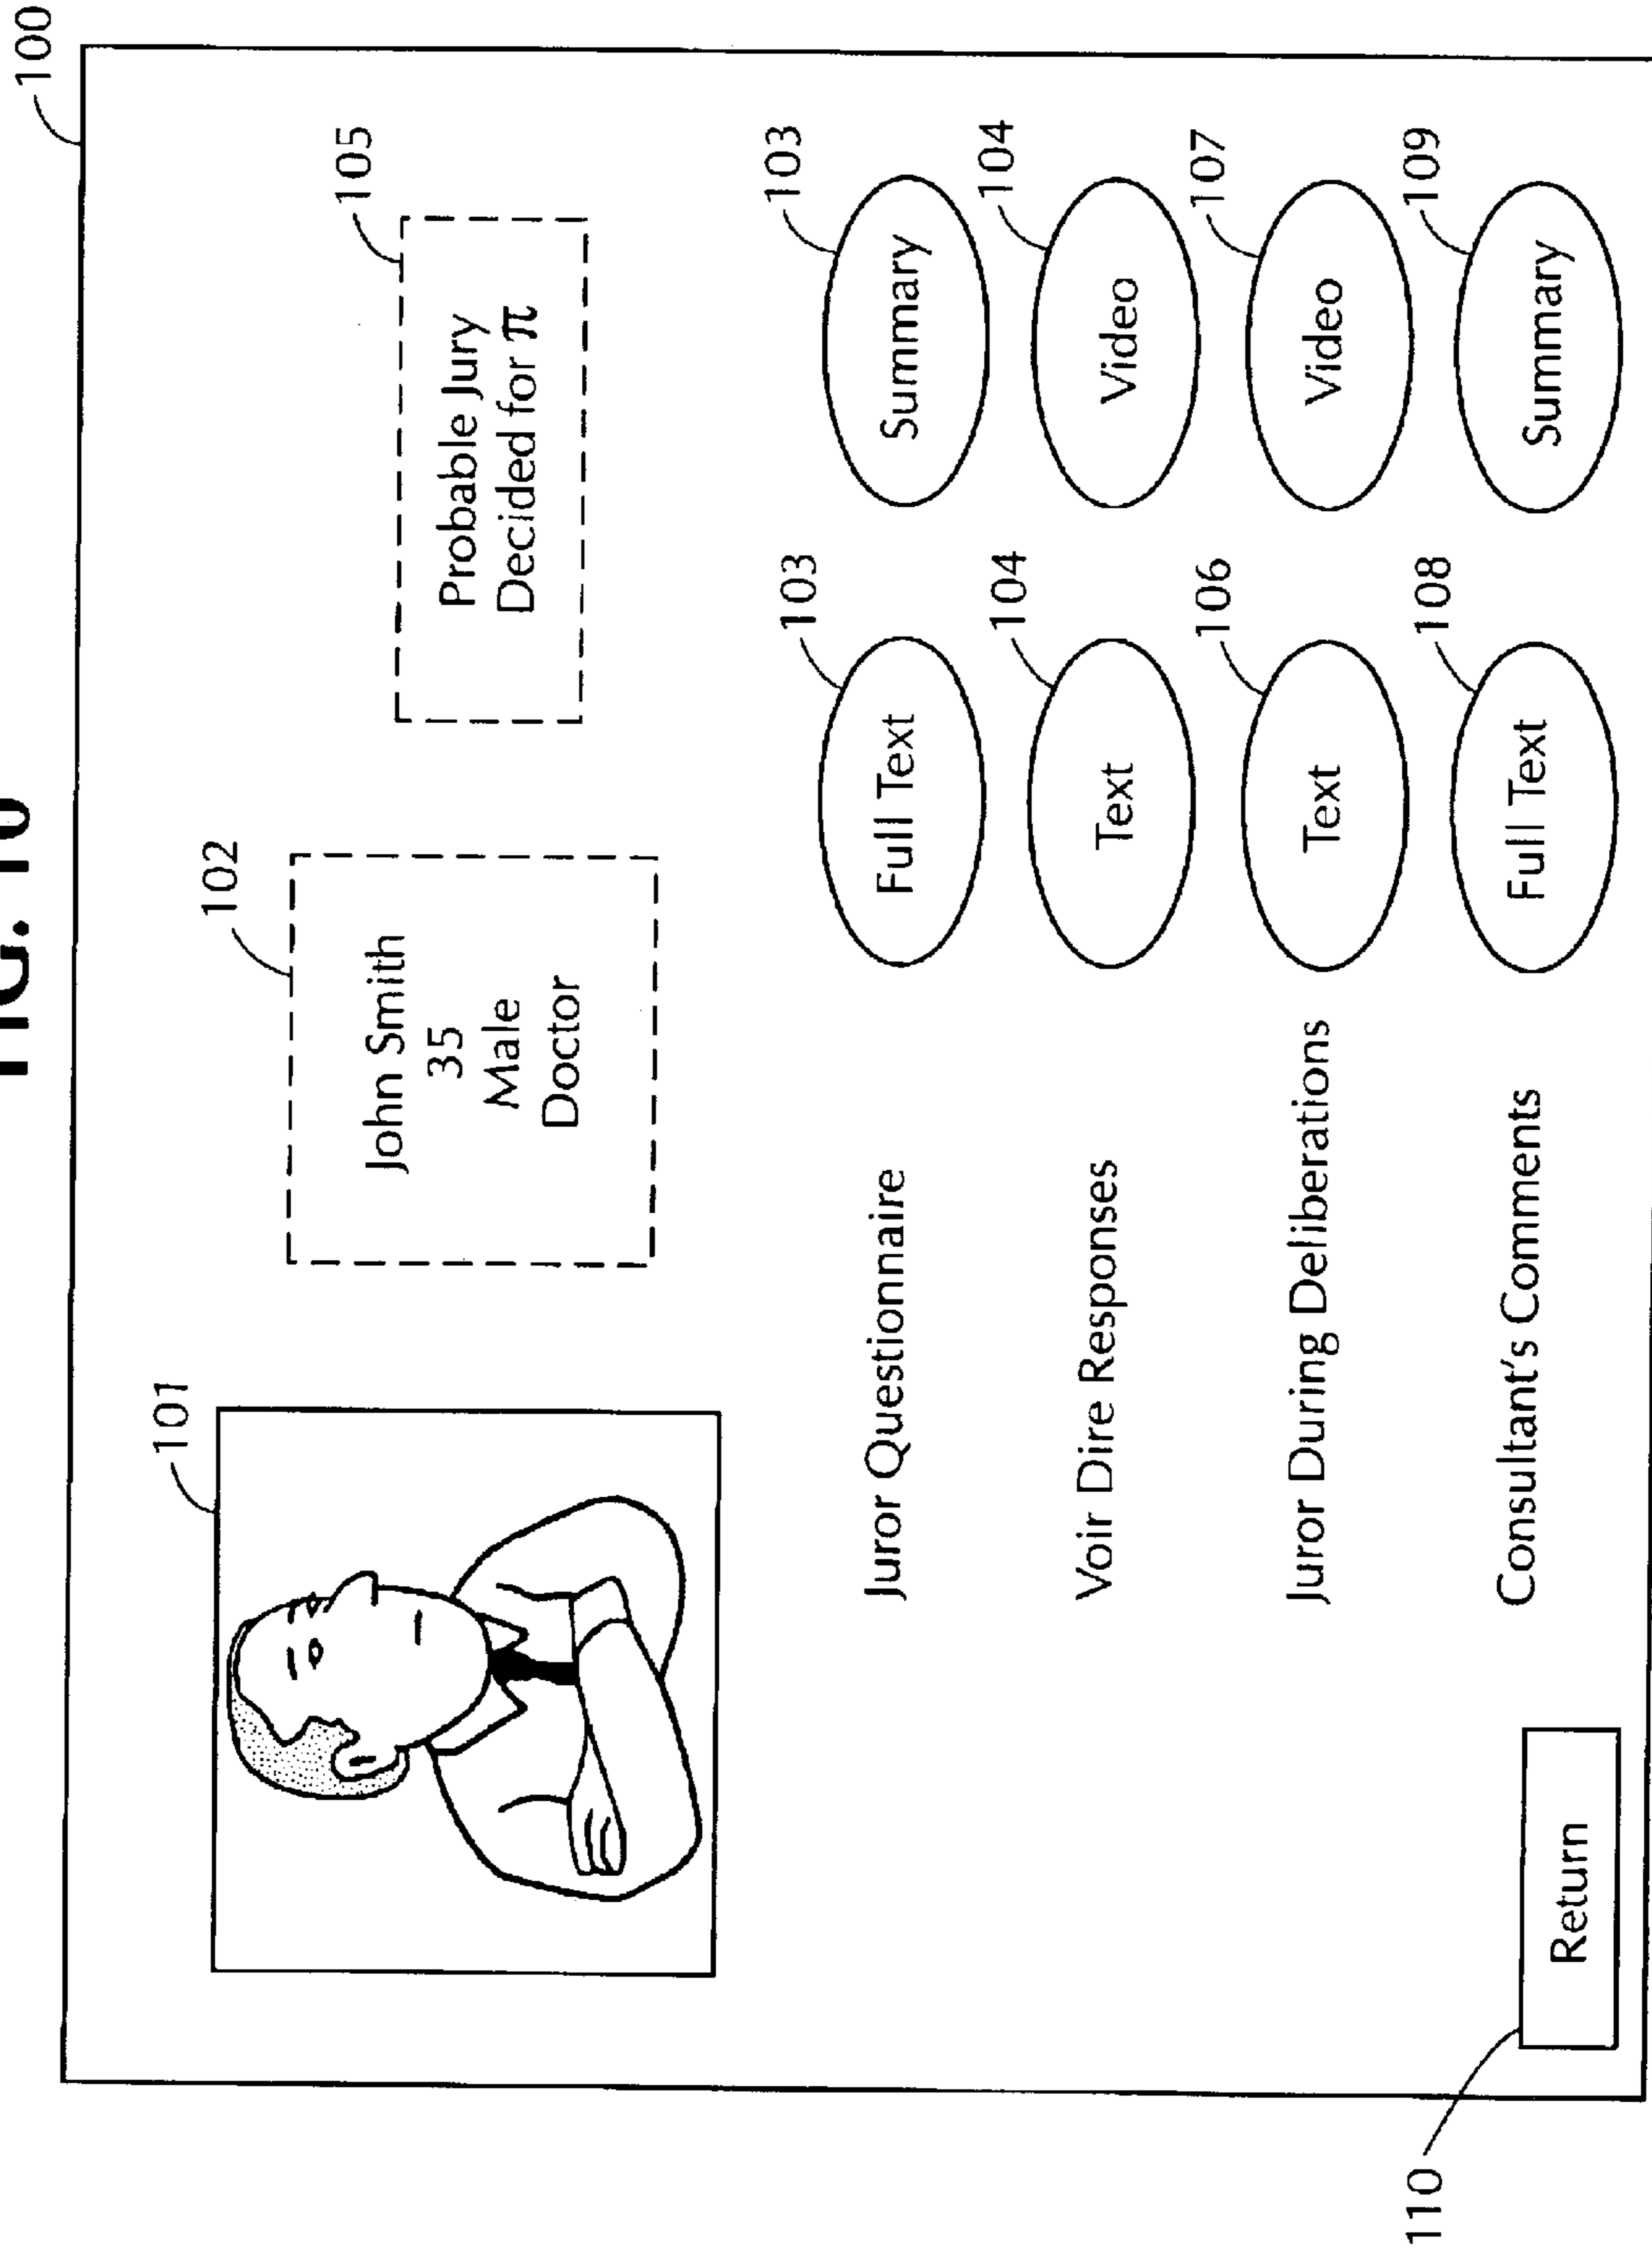 FIG. 10
100
101
102
John Smith
35
Male
Doctor
105
Probable Jury
Decided for π
Juror Questionnaire
103
Full Text
103
Summary
Voir Dire Responses
104
Text
104
Video
Juror During Deliberations
106
Text
107
Video
Consultant's Comments
108
Full Text
109
Summary
110
Return